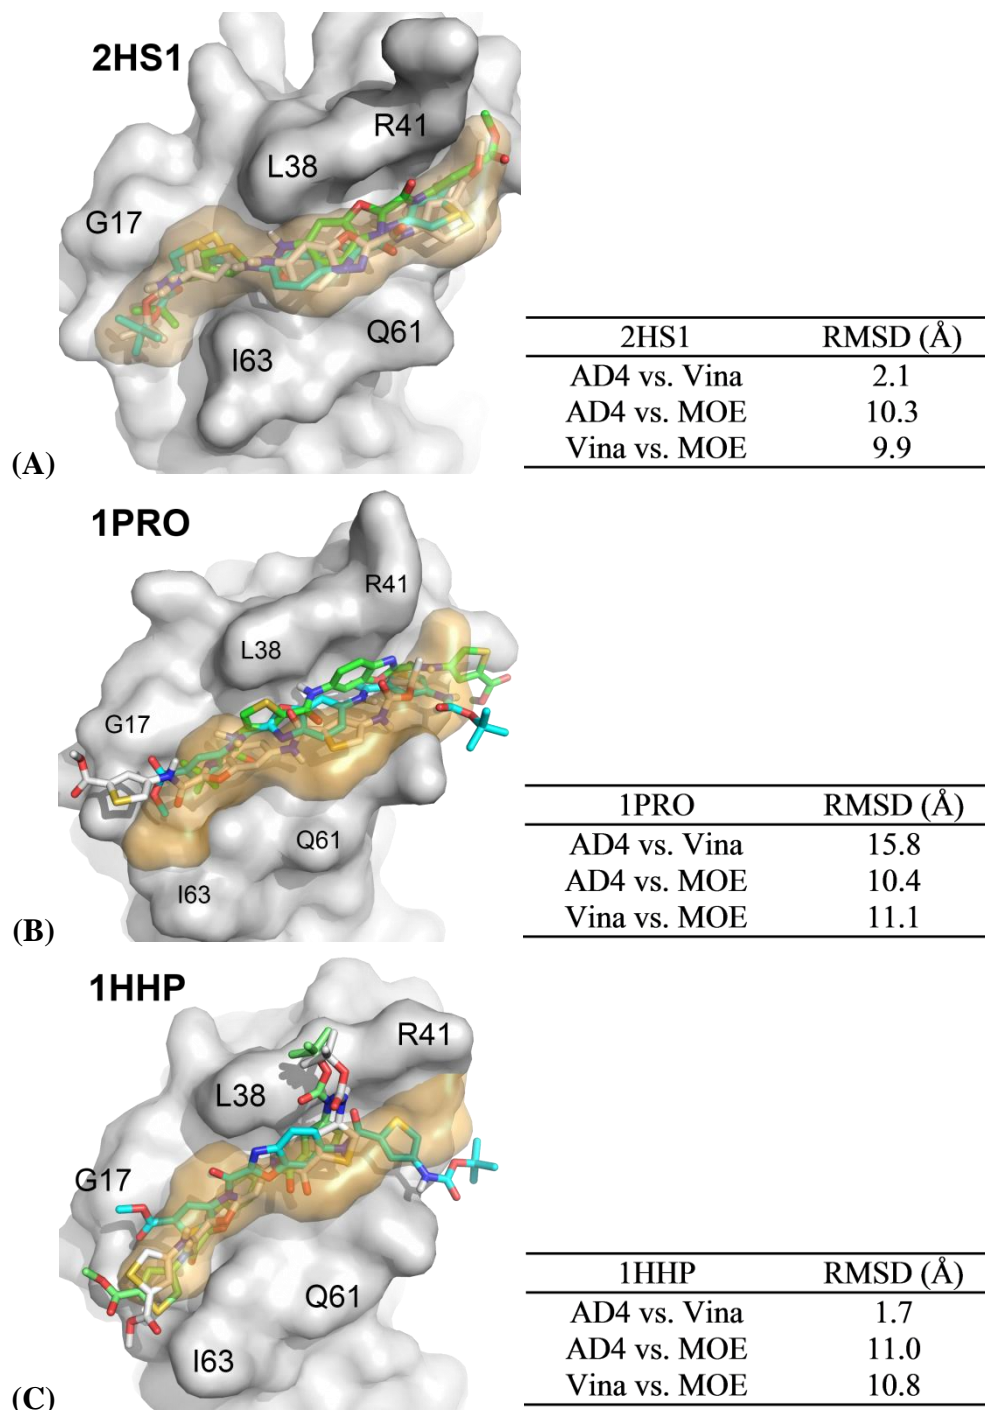 2HS1
R41
L38
G17
Q61
I63
2HS1 RMSD (Å)
AD4 vs. Vina 2.1
AD4 vs. MOE 10.3
Vina vs. MOE 9.9
(A)
1PRO
R41
L38
G17
Q61
I63
1PRO RMSD (Å)
AD4 vs. Vina 15.8
AD4 vs. MOE 10.4
Vina vs. MOE 11.1
(B)
1HHP
R41
L38
G17
Q61
I63
1HHP RMSD (Å)
AD4 vs. Vina 1.7
AD4 vs. MOE 11.0
Vina vs. MOE 10.8
(C)